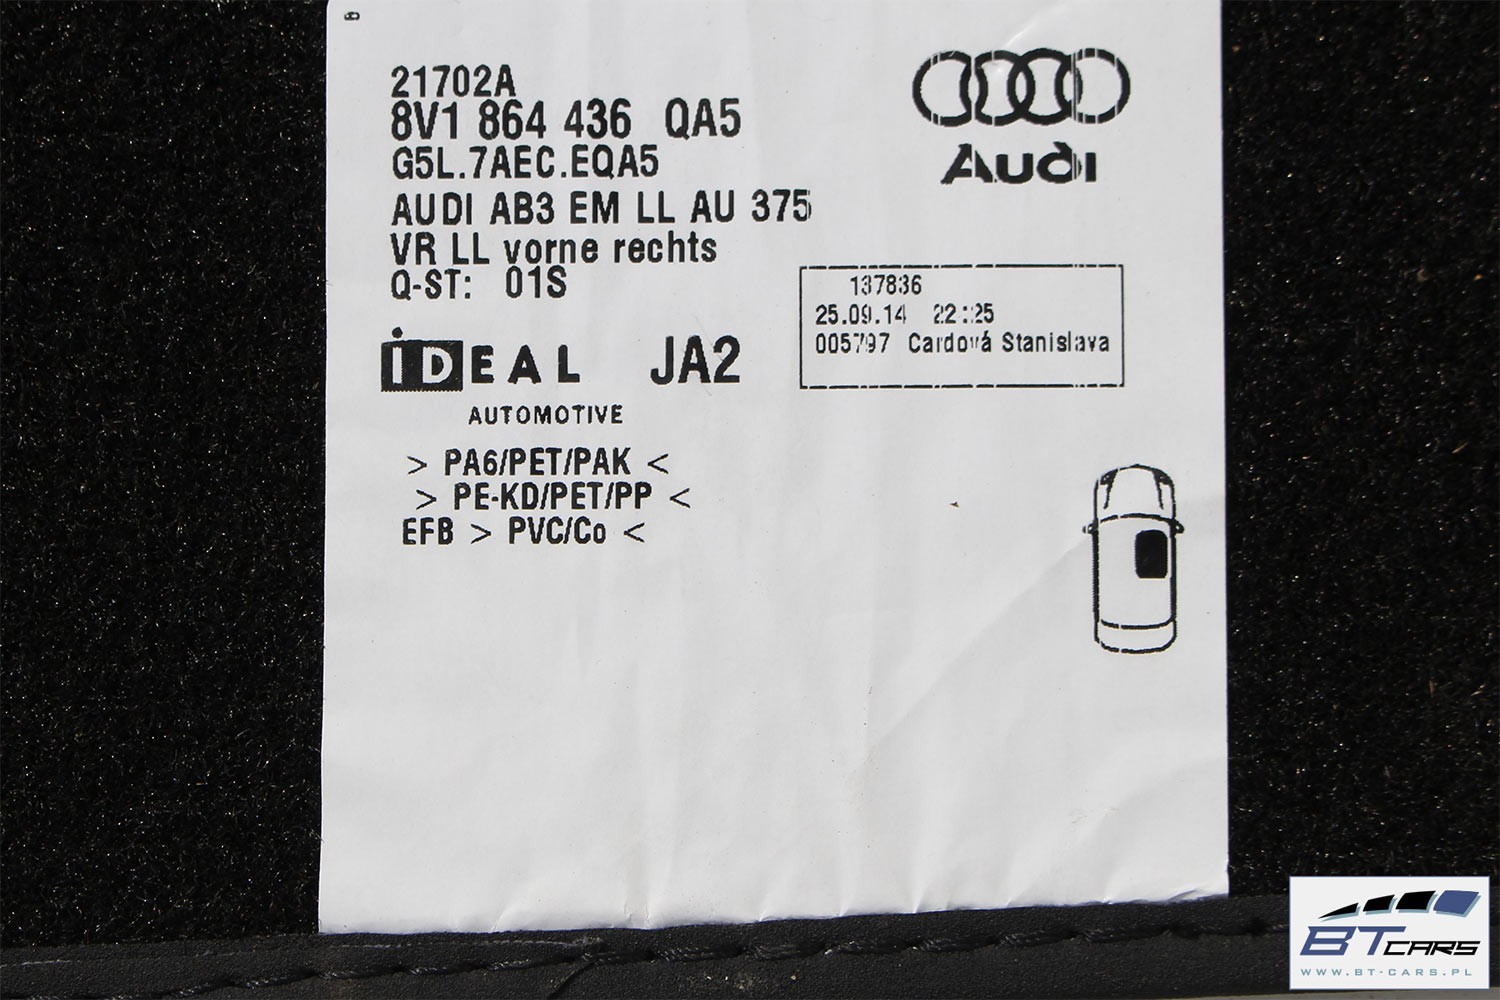 21702A
8V1 864 436 QA5
G5L.7AEC.EQA5
AUDI AB3 EM LL AU 375
VR LL vorne rechts
Q-ST: 01S
Audi
137836
25.09.14 22:25
005797 Cardová Stanislava
iDEAL JA2
AUTOMOTIVE
> PA6/PET/PAK <
> PE-KD/PET/PP <
EFB > PVC/Co <
BT CARS
WWW.BT-CARS.PL